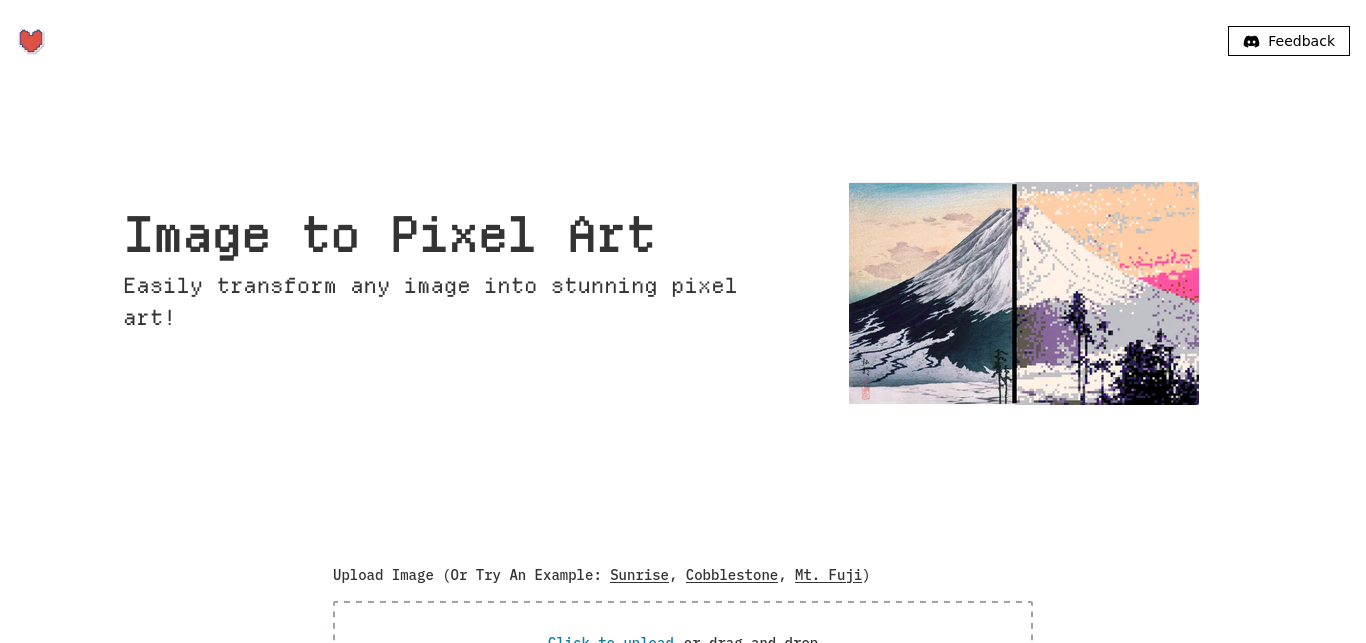 Feedback
Image to Pixel Art
Easily transform any image into stunning pixel
art!
Upload Image (Or Try An Example: Sunrise, Cobblestone, Mt. Fuji)
Click to upload or drag and drop